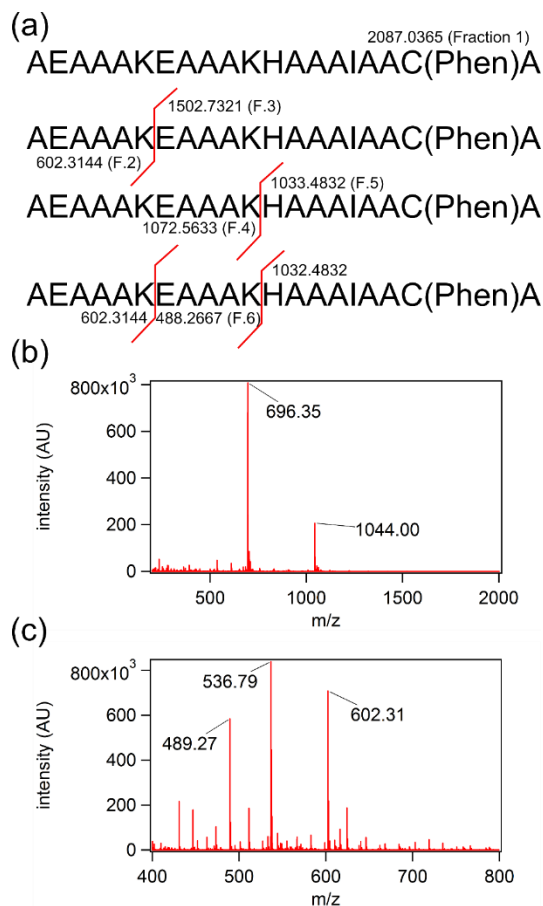 (a)
2087.0365 (Fraction 1)
AEAAAKEAAAKHAAAIAAC(Phen)A
1502.7321 (F.3)
AEAAAKEAAAKHAAAIAAC(Phen)A
602.3144 (F.2)
1033.4832 (F.5)
AEAAAKEAAAKHAAAIAAC(Phen)A
1072.5633 (F.4)
1032.4832
AEAAAKEAAAKHAAAIAAC(Phen)A
602.3144 488.2667 (F.6)
(b)
800x10³
696.35
600
intensity (AU)
400
200
1044.00
0
500 1000 1500 2000
m/z
(c)
800x10³
536.79
602.31
600
489.27
intensity (AU)
400
200
0
400 500 600 700 800
m/z